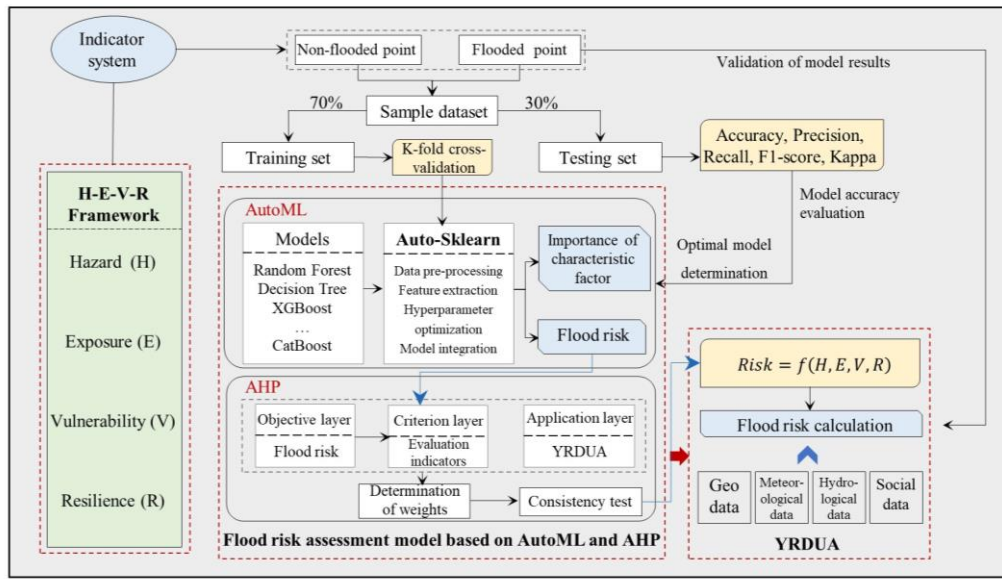 Indicator
system
Non-flooded point
Flooded point
Validation of model results
70%
Sample dataset
30%
Training set
K-fold cross-
validation
Testing set
Accuracy, Precision,
Recall, F1-score, Kappa
Model accuracy
evaluation
Optimal model
determination
H-E-V-R
Framework
Hazard (H)
Exposure (E)
Vulnerability (V)
Resilience (R)
AutoML
Models
Random Forest
Decision Tree
XGBoost
...
CatBoost
Auto-Sklearn
Data pre-processing
Feature extraction
Hyperparameter
optimization
Model integration
Importance of
characteristic
factor
Flood risk
AHP
Objective layer
Flood risk
Criterion layer
Evaluation
indicators
Application layer
YRDUA
Determination
of weights
Consistency test
Flood risk assessment model based on AutoML and AHP
Risk = f(H, E, V, R)
Flood risk calculation
Geo
data
Meteor-
ological
data
Hydro-
logical
data
Social
data
YRDUA